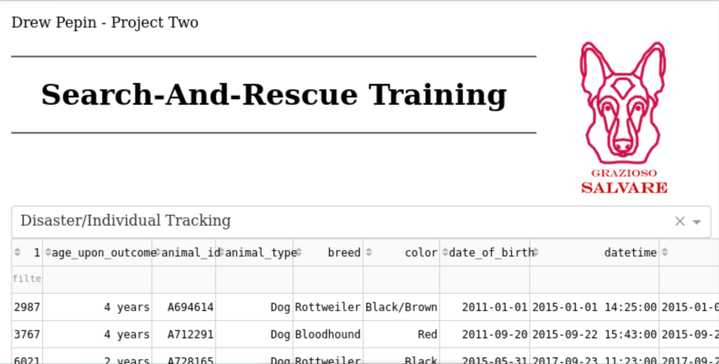 Drew Pepin - Project Two
Search-And-Rescue Training
GRAZIOSO
SALVARE
Disaster/Individual Tracking
1 age_upon_outcome animal_id animal_type breed color date_of_birth datetime
filte
2987 4 years A694614 Dog Rottweiler Black/Brown 2011-01-01 2015-01-01 14:25:00 2015-01-0
3767 4 years A712291 Dog Bloodhound Red 2011-09-20 2015-09-22 15:43:00 2015-09-2
6021 2 years A728165 Dog Rottweiler Black 2015-05-31 2017-09-23 11:23:00 2017-09-2